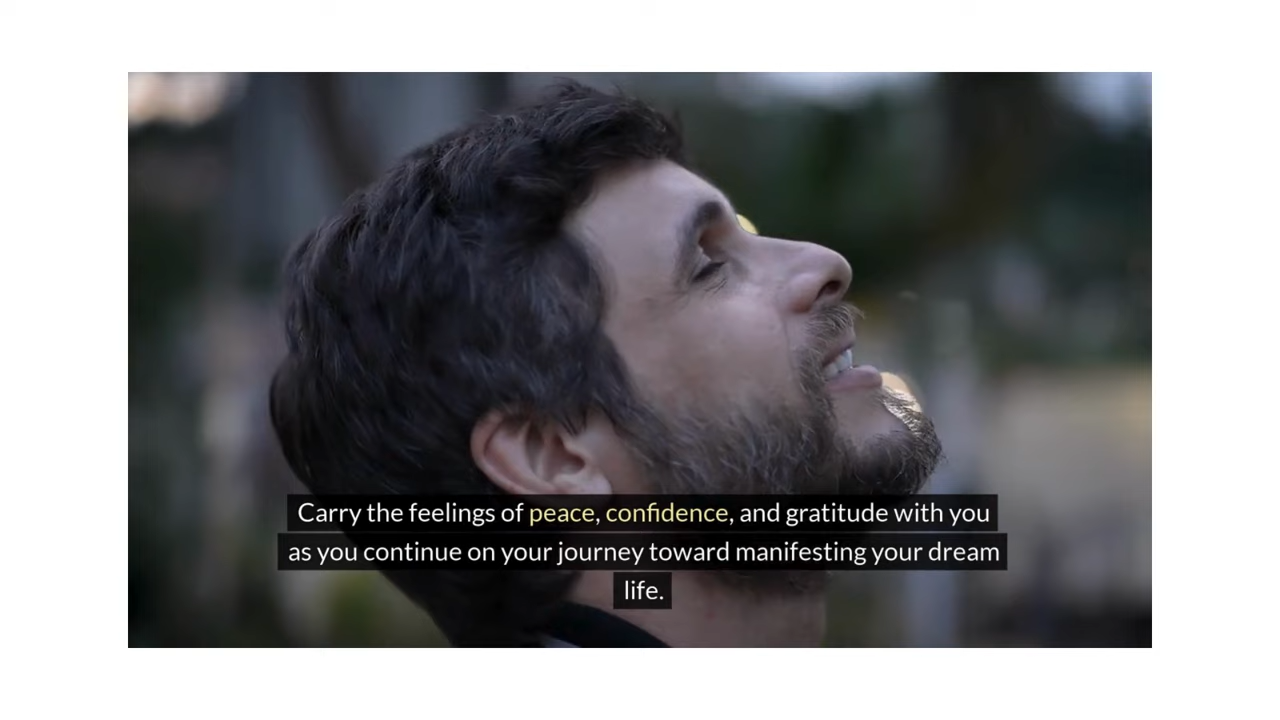 Carry the feelings of peace, confidence, and gratitude with you
as you continue on your journey toward manifesting your dream
life.